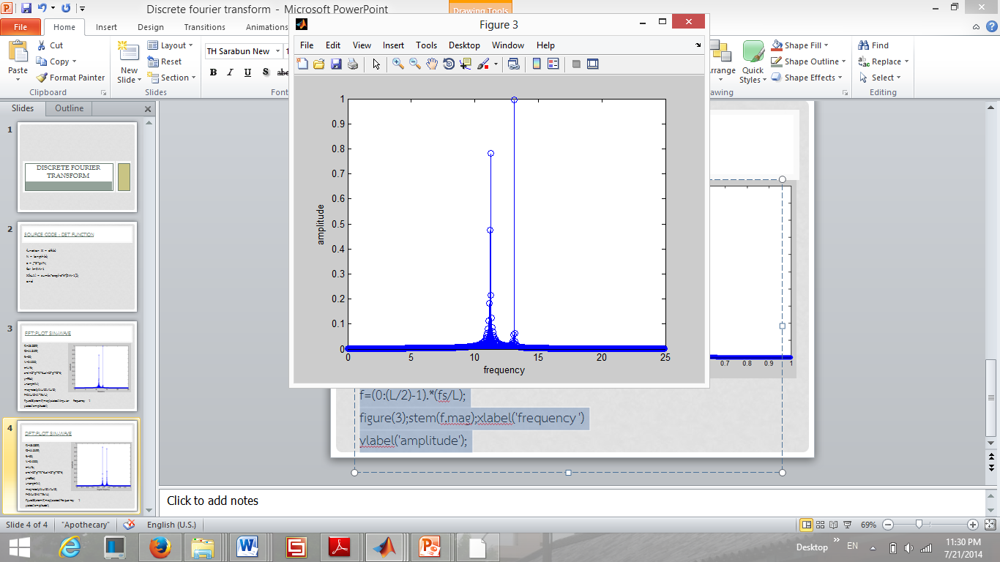 Discrete fourier transform - Microsoft PowerPoint
Drawing Tools
File Home Insert Design Transitions Animations
Paste
Cut
Copy
Format Painter
Clipboard
New
Slide
Layout
Reset
Section
Slides
TH Sarabun New
B I U S abc
Font
Arrange
Quick
Styles
Shape Fill
Shape Outline
Shape Effects
Drawing
Find
Replace
Select
Editing
Slides Outline
1
DISCRETE FOURIER
TRANSFORM
2
SOURCE CODE : DFT FUNCTION
3
FFT:PLOT SIN-WAVE
4
DFT:PLOT SIN-WAVE
Figure 3
File Edit View Insert Tools Desktop Window Help
1
0.9
0.8
0.7
0.6
0.5
0.4
0.3
0.2
0.1
0
amplitude
0 5 10 15 20 25
frequency
0.7 0.8 0.9 1
f=(0:(L/2)-1).*(fs/L);
figure(3);stem(f,mag);xlabel('frequency ')
ylabel('amplitude');
Click to add notes
Slide 4 of 4 "Apothecary" English (U.S.) 69%
Desktop EN
11:30 PM
7/21/2014